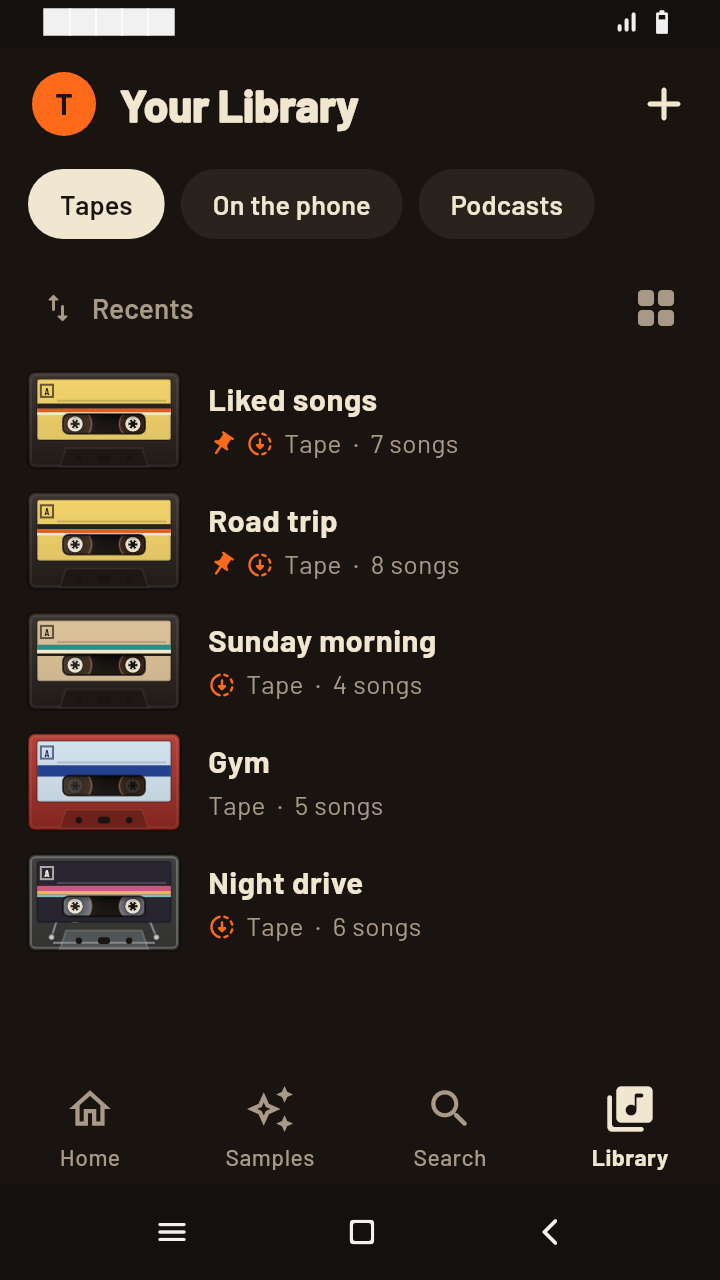 T Your Library
Tapes On the phone Podcasts
Recents
A
Liked songs
Tape · 7 songs
A
Road trip
Tape · 8 songs
A
Sunday morning
Tape · 4 songs
A
Gym
Tape · 5 songs
A
Night drive
Tape · 6 songs
Home Samples Search Library